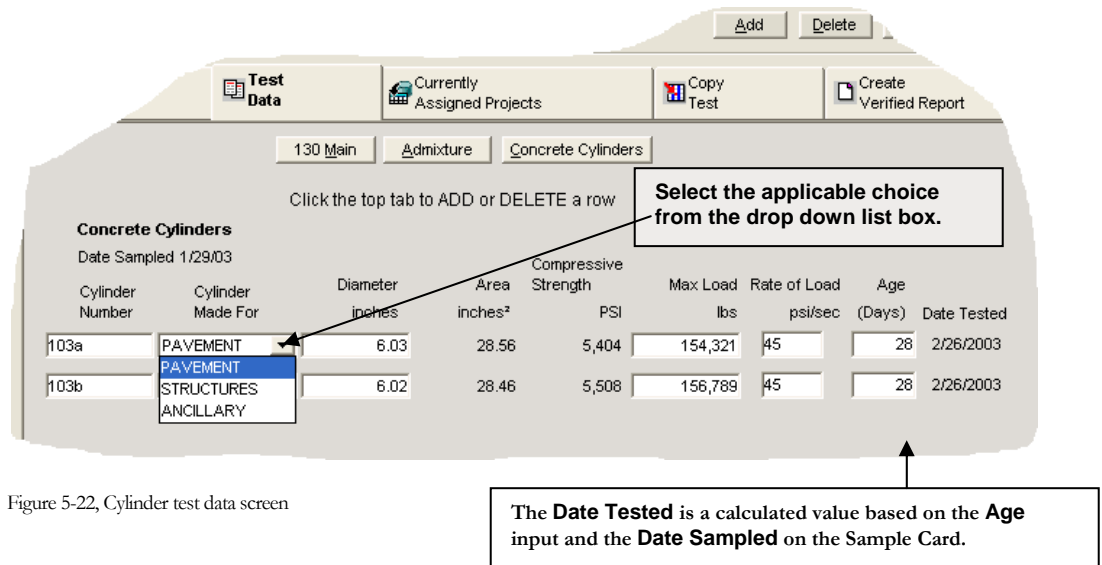 Add Delete
Test Data
Currently Assigned Projects
Copy Test
Create Verified Report
130 Main Admixture Concrete Cylinders
Click the top tab to ADD or DELETE a row
Select the applicable choice
from the drop down list box.
Concrete Cylinders
Date Sampled 1/29/03
Cylinder Number
Cylinder Made For
Diameter inches
Area inches²
Compressive Strength PSI
Max Load lbs
Rate of Load psi/sec
Age (Days)
Date Tested
103a PAVEMENT 6.03 28.56 5,404 154,321 45 28 2/26/2003
PAVEMENT
STRUCTURES
ANCILLARY
103b 6.02 28.46 5,508 156,789 45 28 2/26/2003
Figure 5-22, Cylinder test data screen
The Date Tested is a calculated value based on the Age
input and the Date Sampled on the Sample Card.